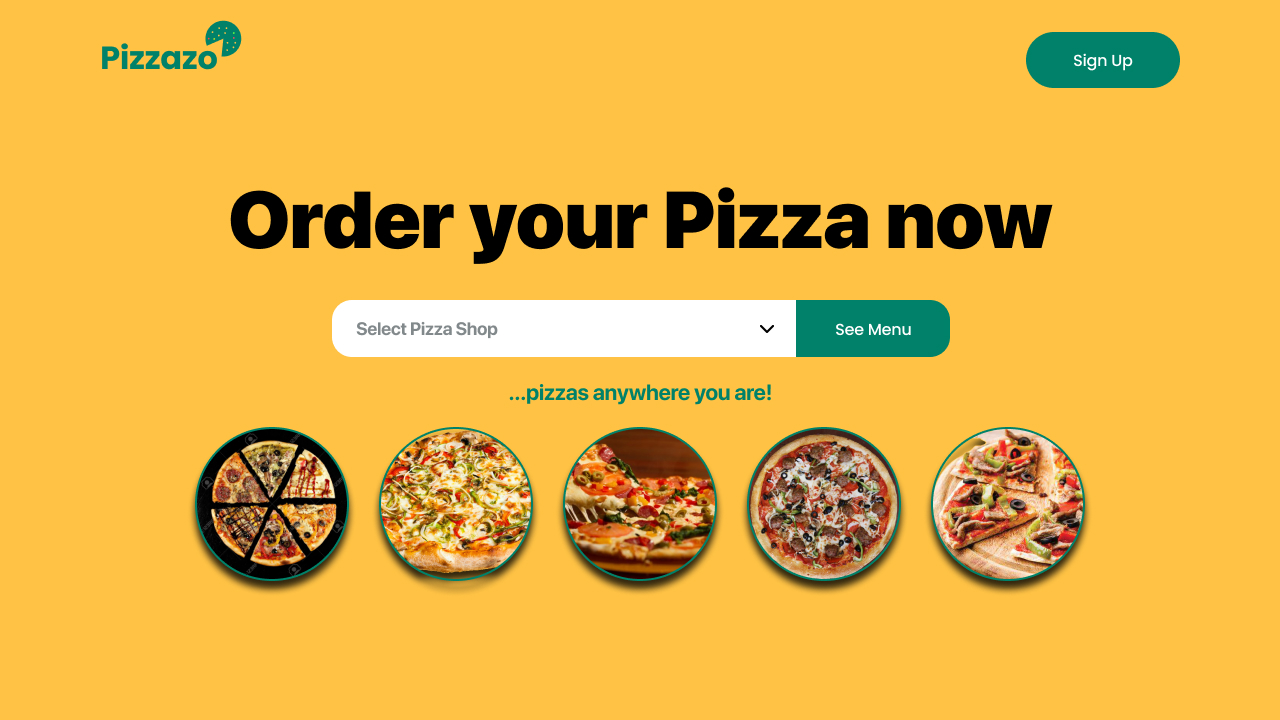 Pizzazo
Sign Up
Order your Pizza now
Select Pizza Shop
See Menu
...pizzas anywhere you are!